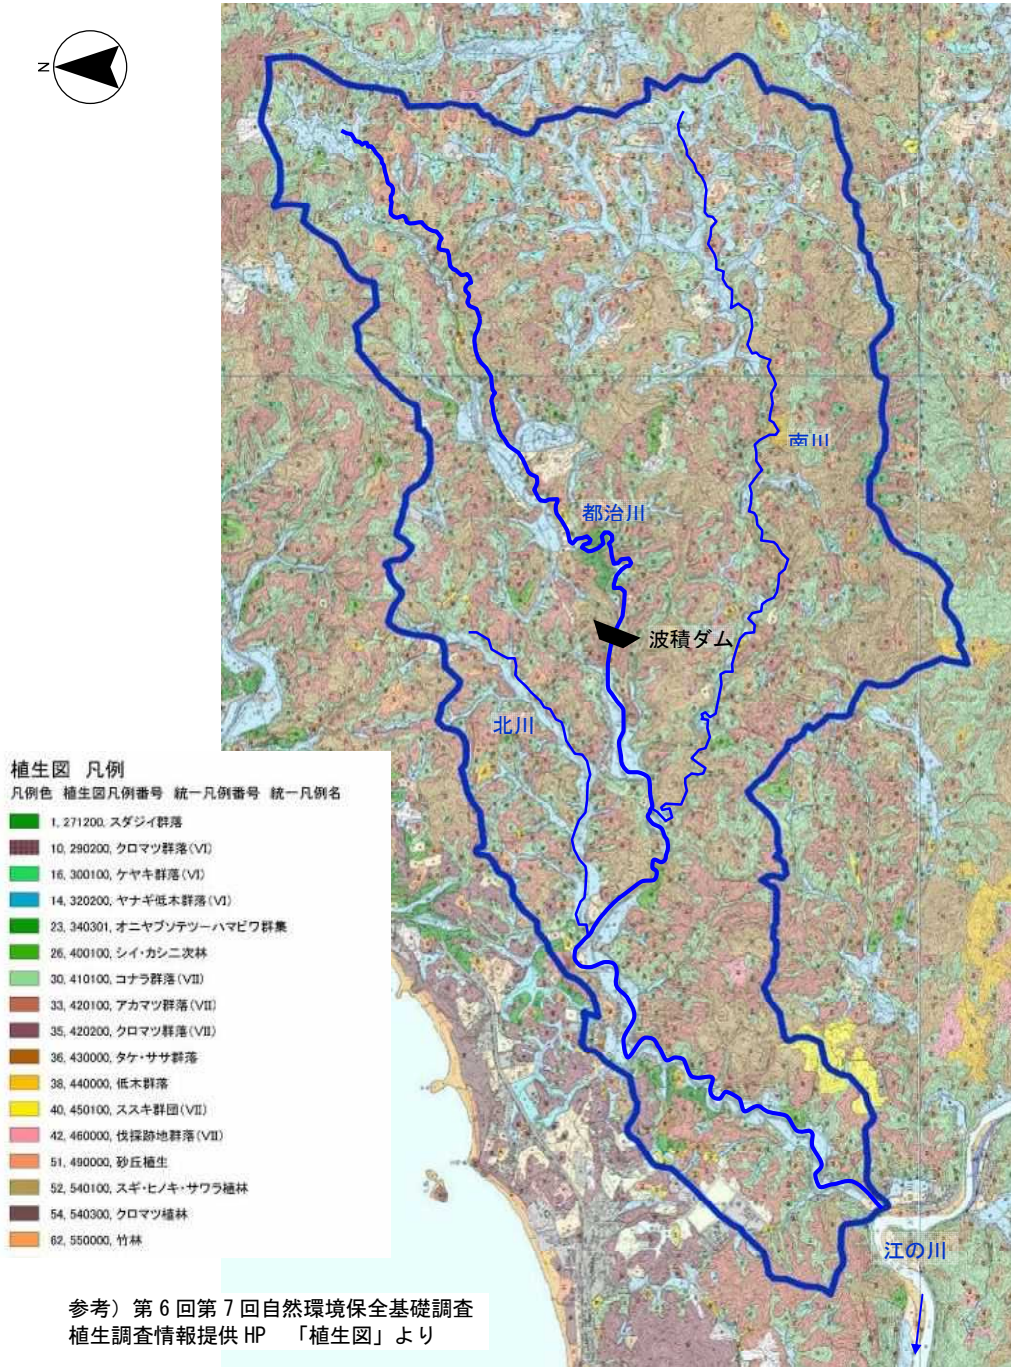 N
都治川
南川
波積ダム
北川
江の川
植生図 凡例
凡例色 植生図凡例番号 統一凡例番号 統一凡例名
1, 271200, スダジイ群落
10, 290200, クロマツ群落(VI)
16, 300100, ケヤキ群落(VI)
14, 320200, ヤナギ低木群落(VI)
23, 340301, オニヤブソテツーハマビワ群集
26, 400100, シイ・カシ二次林
30, 410100, コナラ群落(VII)
33, 420100, アカマツ群落(VII)
35, 420200, クロマツ群落(VII)
36, 430000, タケ・ササ群落
38, 440000, 低木群落
40, 450100, ススキ群団(VII)
42, 460000, 伐採跡地群落(VII)
51, 490000, 砂丘植生
52, 540100, スギ・ヒノキ・サワラ植林
54, 540300, クロマツ植林
62, 550000, 竹林
参考）第6回第7回自然環境保全基礎調査
植生調査情報提供 HP 「植生図」より